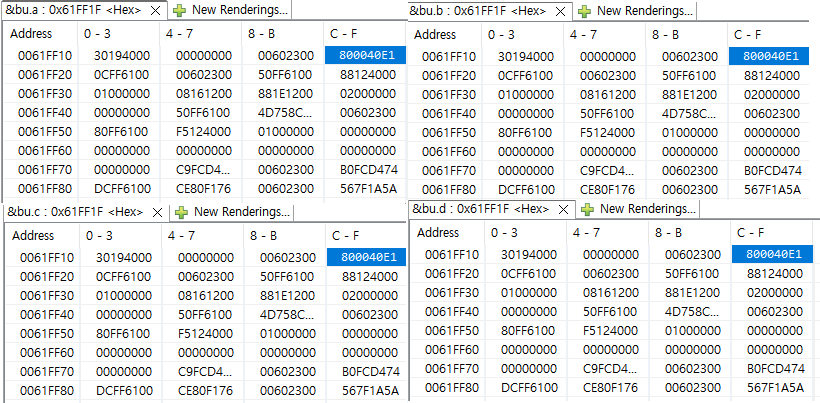 &bu.a : 0x61FF1F <Hex> New Renderings...
Address 0 - 3 4 - 7 8 - B C - F
0061FF10 30194000 00000000 00602300 800040E1
0061FF20 0CFF6100 00602300 50FF6100 88124000
0061FF30 01000000 08161200 881E1200 02000000
0061FF40 00000000 50FF6100 4D758C... 00602300
0061FF50 80FF6100 F5124000 01000000 00000000
0061FF60 00000000 00000000 00000000 00000000
0061FF70 00000000 C9FCD4... 00602300 B0FCD474
0061FF80 DCFF6100 CE80F176 00602300 567F1A5A
&bu.b : 0x61FF1F <Hex> New Renderings...
Address 0 - 3 4 - 7 8 - B C - F
0061FF10 30194000 00000000 00602300 800040E1
0061FF20 0CFF6100 00602300 50FF6100 88124000
0061FF30 01000000 08161200 881E1200 02000000
0061FF40 00000000 50FF6100 4D758C... 00602300
0061FF50 80FF6100 F5124000 01000000 00000000
0061FF60 00000000 00000000 00000000 00000000
0061FF70 00000000 C9FCD4... 00602300 B0FCD474
0061FF80 DCFF6100 CE80F176 00602300 567F1A5A
&bu.c : 0x61FF1F <Hex> New Renderings...
Address 0 - 3 4 - 7 8 - B C - F
0061FF10 30194000 00000000 00602300 800040E1
0061FF20 0CFF6100 00602300 50FF6100 88124000
0061FF30 01000000 08161200 881E1200 02000000
0061FF40 00000000 50FF6100 4D758C... 00602300
0061FF50 80FF6100 F5124000 01000000 00000000
0061FF60 00000000 00000000 00000000 00000000
0061FF70 00000000 C9FCD4... 00602300 B0FCD474
0061FF80 DCFF6100 CE80F176 00602300 567F1A5A
&bu.d : 0x61FF1F <Hex> New Renderings...
Address 0 - 3 4 - 7 8 - B C - F
0061FF10 30194000 00000000 00602300 800040E1
0061FF20 0CFF6100 00602300 50FF6100 88124000
0061FF30 01000000 08161200 881E1200 02000000
0061FF40 00000000 50FF6100 4D758C... 00602300
0061FF50 80FF6100 F5124000 01000000 00000000
0061FF60 00000000 00000000 00000000 00000000
0061FF70 00000000 C9FCD4... 00602300 B0FCD474
0061FF80 DCFF6100 CE80F176 00602300 567F1A5A